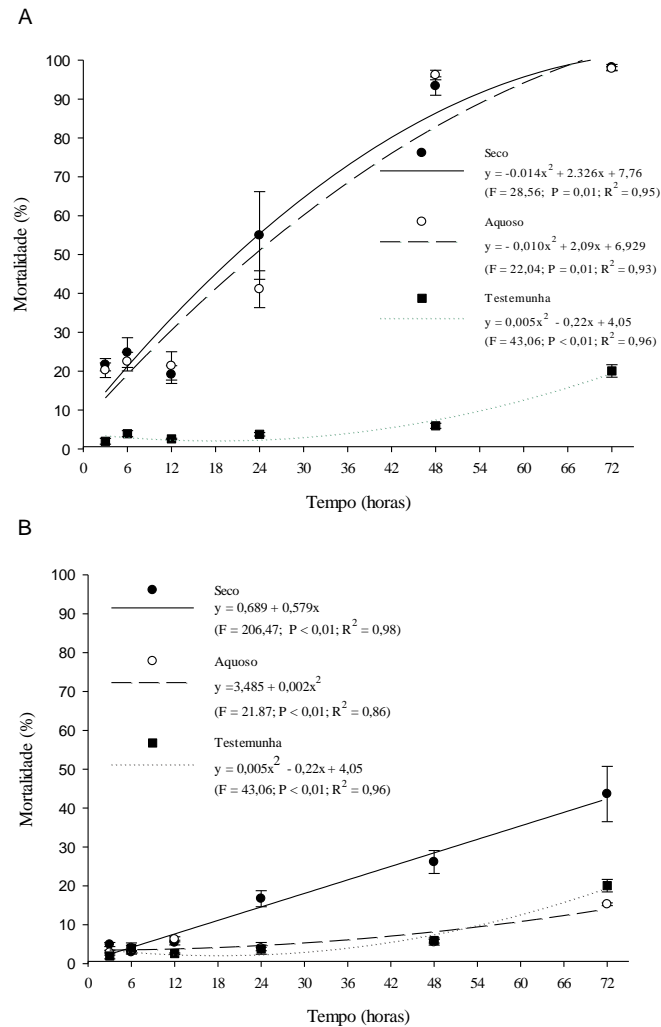 A
100
90
80
70
60
50
40
30
20
10
0
Mortalidade (%)
Seco
y = -0.014x² + 2.326x + 7,76
(F = 28,56; P = 0,01; R² = 0,95)
Aquoso
y = - 0,010x² + 2,09x + 6,929
(F = 22,04; P = 0,01; R² = 0,93)
Testemunha
y = 0,005x² - 0,22x + 4,05
(F = 43,06; P < 0,01; R² = 0,96)
0 6 12 18 24 30 36 42 48 54 60 66 72
Tempo (horas)
B
100
90
80
70
60
50
40
30
20
10
0
Mortalidade (%)
Seco
y = 0,689 + 0,579x
(F = 206,47; P < 0,01; R² = 0,98)
Aquoso
y =3,485 + 0,002x²
(F = 21.87; P < 0,01; R² = 0,86)
Testemunha
y = 0,005x² - 0,22x + 4,05
(F = 43,06; P < 0,01; R² = 0,96)
0 6 12 18 24 30 36 42 48 54 60 66 72
Tempo (horas)